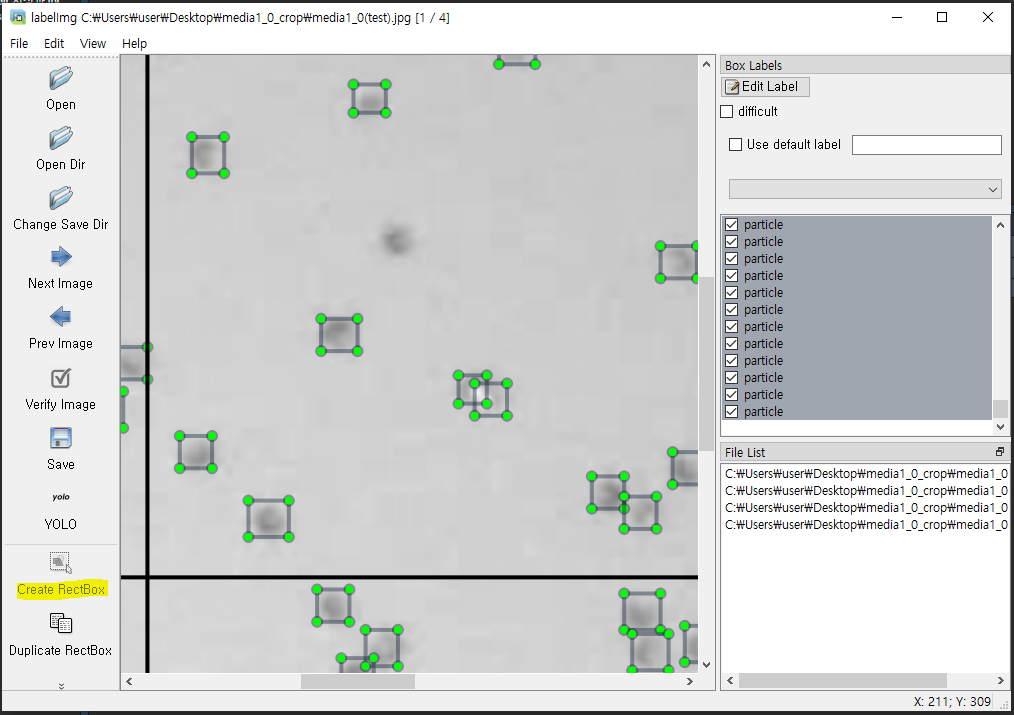 labelImg C:₩Users₩user₩Desktop₩media1_0_crop₩media1_0(test).jpg [1 / 4]
File Edit View Help
Open
Open Dir
Change Save Dir
Next Image
Prev Image
Verify Image
Save
yolo
YOLO
Create RectBox
Duplicate RectBox
Box Labels
Edit Label
difficult
Use default label
particle
particle
particle
particle
particle
particle
particle
particle
particle
particle
particle
particle
File List
C:₩Users₩user₩Desktop₩media1_0_crop₩media1_0
C:₩Users₩user₩Desktop₩media1_0_crop₩media1_0
C:₩Users₩user₩Desktop₩media1_0_crop₩media1_0
C:₩Users₩user₩Desktop₩media1_0_crop₩media1_0
X: 211; Y: 309